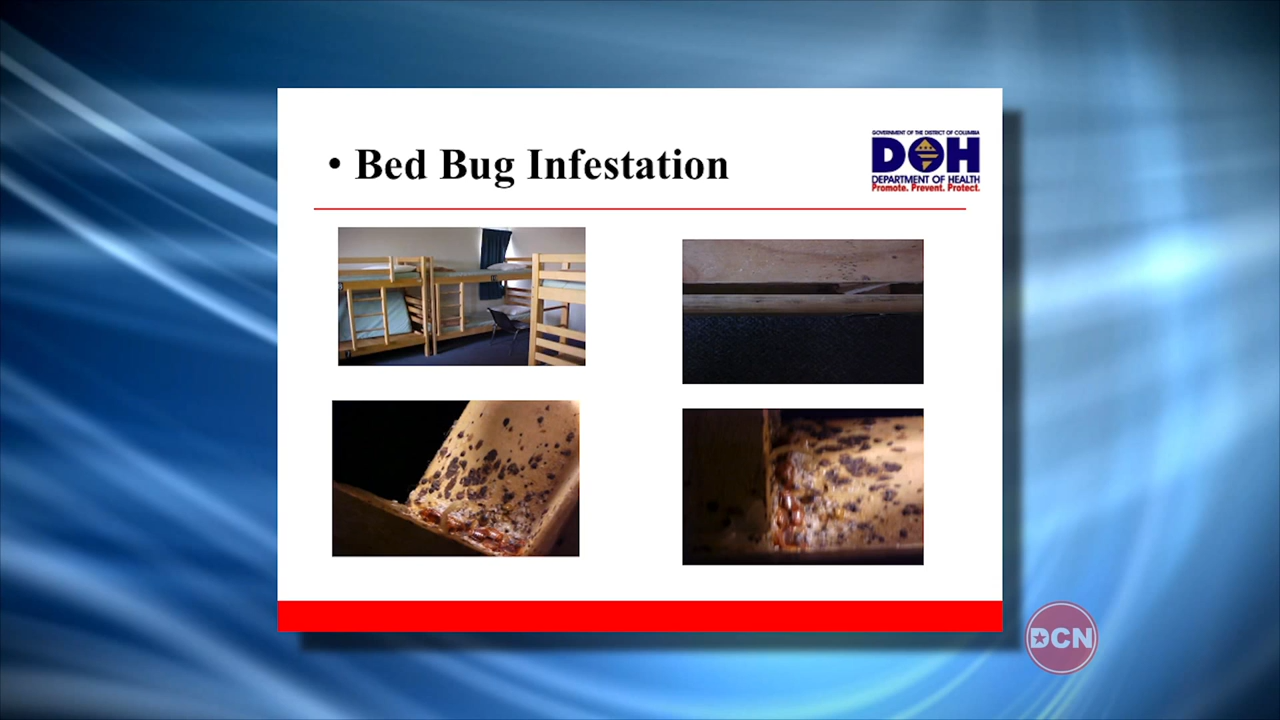 • Bed Bug Infestation
GOVERNMENT OF THE DISTRICT OF COLUMBIA
DOH
DEPARTMENT OF HEALTH
Promote. Prevent. Protect.
DCN